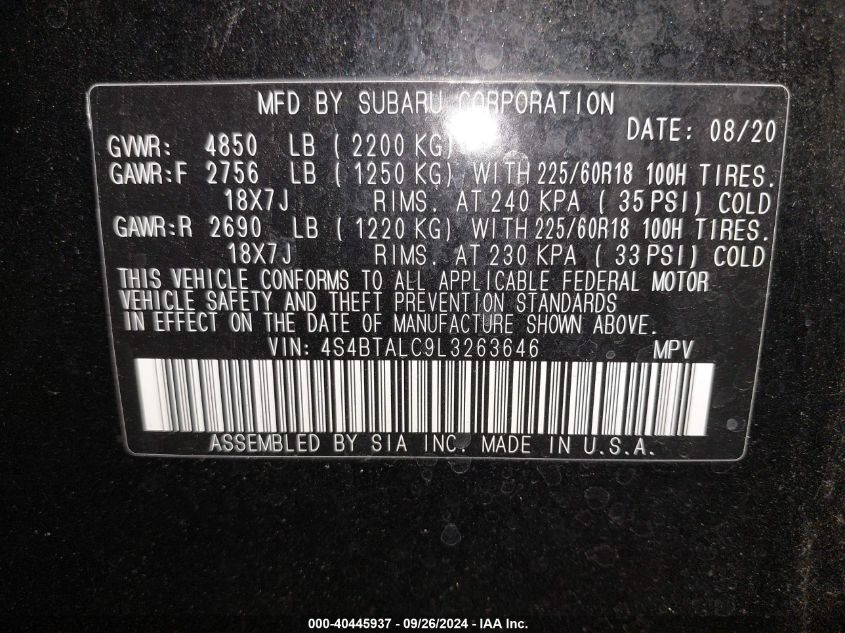 MFD BY SUBARU CORPORATION
DATE: 08/20
GVWR: 4850 LB ( 2200 KG)
GAWR:F 2756 LB ( 1250 KG) WITH 225/60R18 100H TIRES.
18X7J RIMS. AT 240 KPA ( 35 PSI) COLD
GAWR:R 2690 LB ( 1220 KG) WITH 225/60R18 100H TIRES.
18X7J RIMS. AT 230 KPA ( 33 PSI) COLD
THIS VEHICLE CONFORMS TO ALL APPLICABLE FEDERAL MOTOR
VEHICLE SAFETY AND THEFT PREVENTION STANDARDS
IN EFFECT ON THE DATE OF MANUFACTURE SHOWN ABOVE.
VIN: 4S4BTALC9L3263646 MPV
ASSEMBLED BY SIA INC. MADE IN U.S.A.
000-40445937 - 09/26/2024 - IAA Inc.